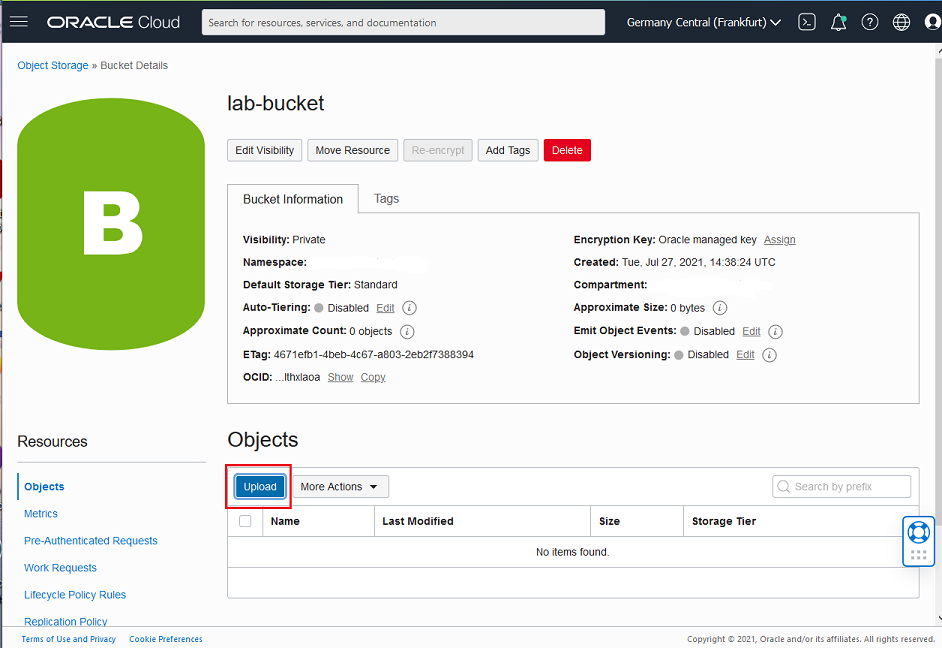 ORACLE Cloud
Search for resources, services, and documentation
Germany Central (Frankfurt)
Object Storage » Bucket Details
B
lab-bucket
Edit Visibility Move Resource Re-encrypt Add Tags Delete
Bucket Information Tags
Visibility: Private
Namespace:
Default Storage Tier: Standard
Auto-Tiering: Disabled Edit i
Approximate Count: 0 objects i
ETag: 4671efb1-4beb-4c67-a803-2eb2f7388394
OCID: ...lthxlaoa Show Copy
Encryption Key: Oracle managed key Assign
Created: Tue, Jul 27, 2021, 14:38:24 UTC
Compartment:
Approximate Size: 0 bytes i
Emit Object Events: Disabled Edit i
Object Versioning: Disabled Edit i
Resources
Objects
Metrics
Pre-Authenticated Requests
Work Requests
Lifecycle Policy Rules
Replication Policy
Objects
Upload More Actions
Search by prefix
Name Last Modified Size Storage Tier
No items found.
Terms of Use and Privacy Cookie Preferences
Copyright © 2021, Oracle and/or its affiliates. All rights reserved.